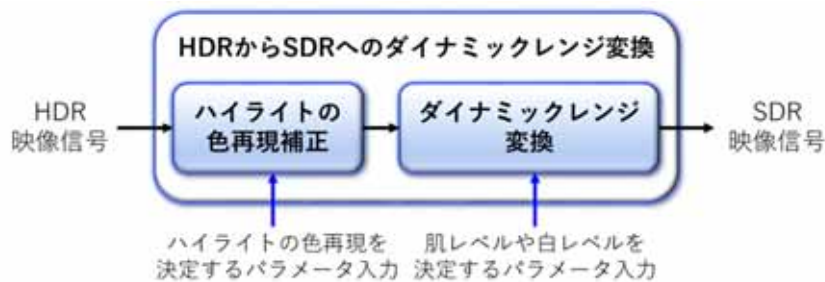 HDRからSDRへのダイナミックレンジ変換
HDR
映像信号
ハイライトの
色再現補正
ダイナミックレンジ
変換
SDR
映像信号
ハイライトの色再現を
決定するパラメータ入力
肌レベルや白レベルを
決定するパラメータ入力